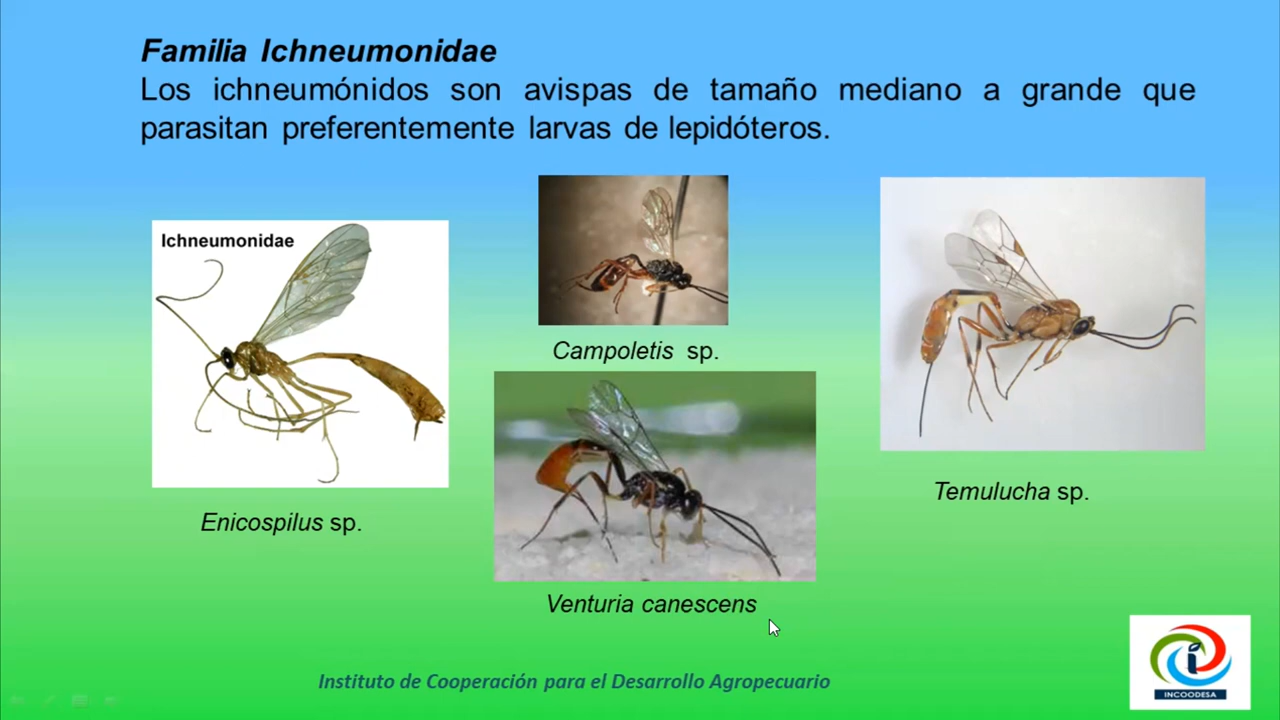 Familia Ichneumonidae
Los ichneumónidos son avispas de tamaño mediano a grande que
parasitan preferentemente larvas de lepidóteros.
Ichneumonidae
Campoletis sp.
Enicospilus sp.
Venturia canescens
Temulucha sp.
Instituto de Cooperación para el Desarrollo Agropecuario
INCOODESA